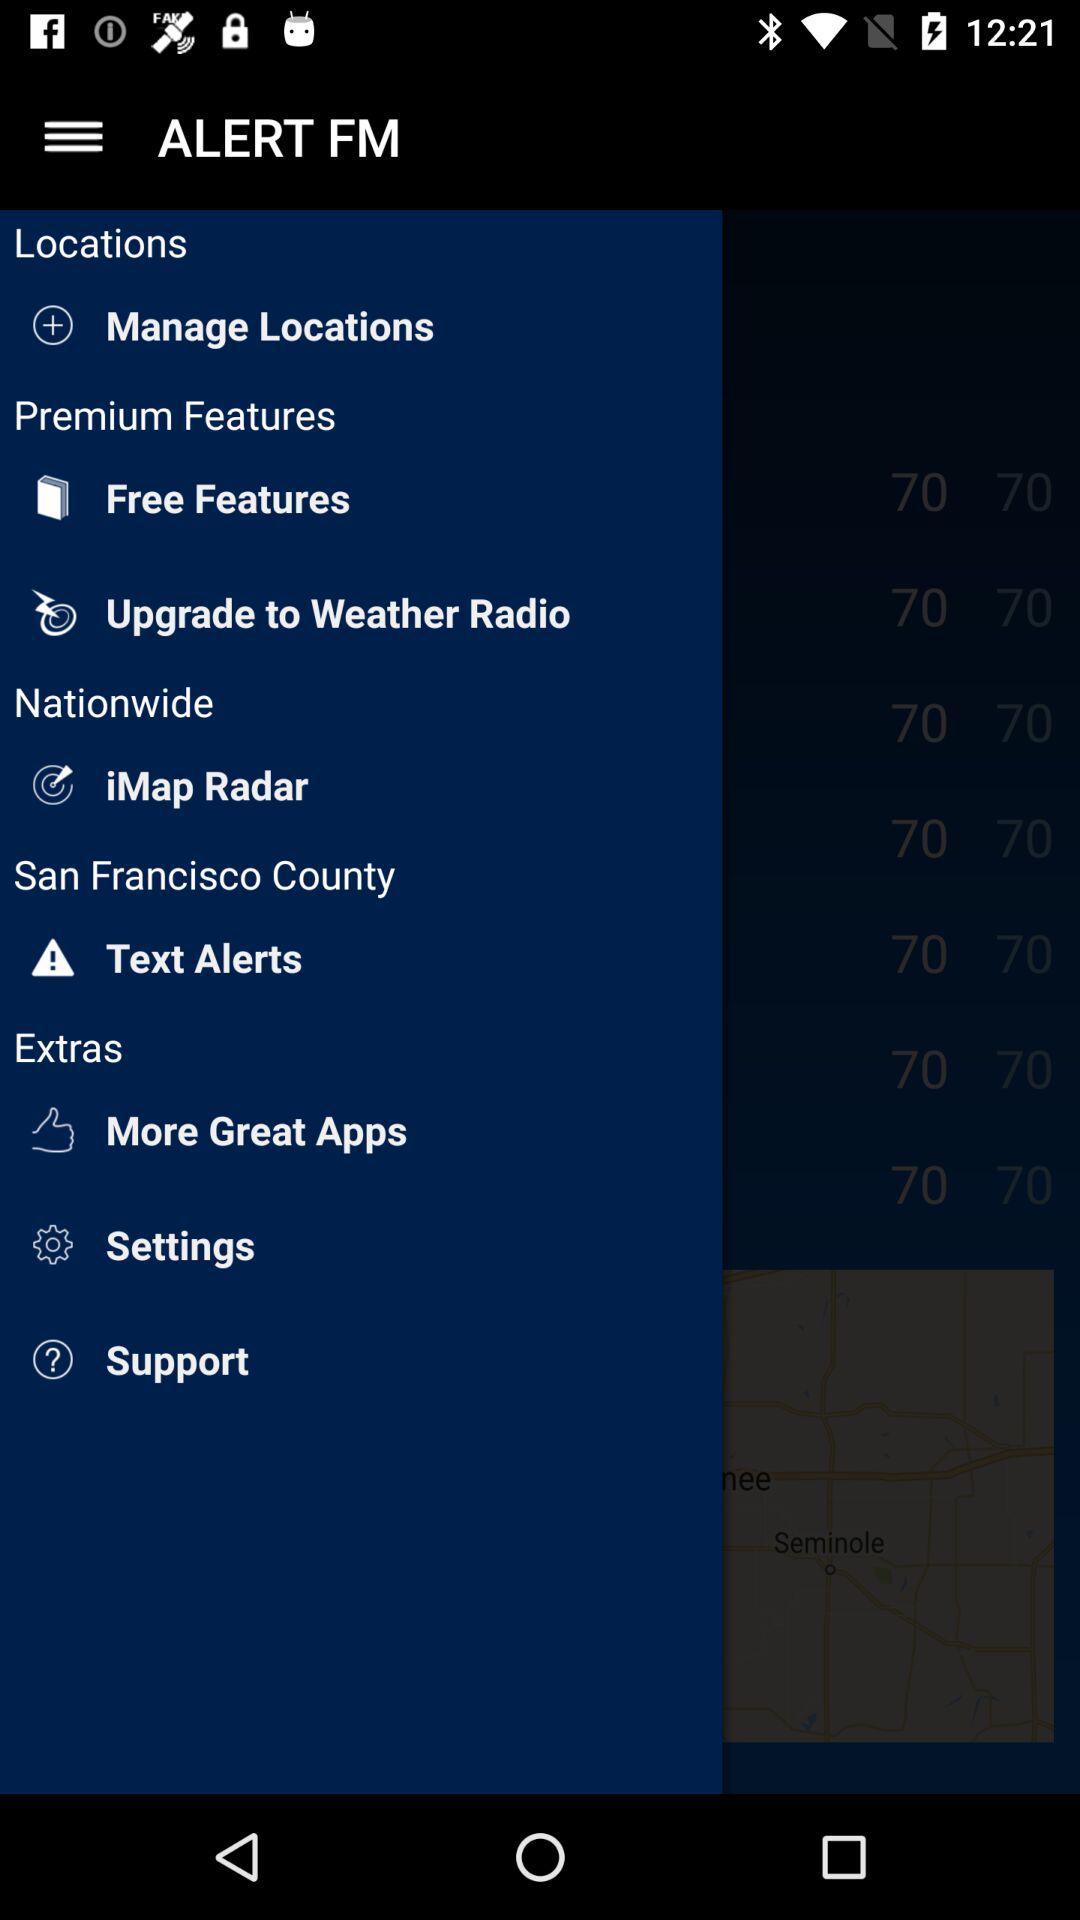 FAKE
12:21
ALERT FM
Locations
Manage Locations
Premium Features
Free Features
70 70
Upgrade to Weather Radio
70 70
Nationwide
70 70
iMap Radar
70 70
San Francisco County
Text Alerts
70 70
Extras
70 70
More Great Apps
70 70
Settings
Support
nee
Seminole